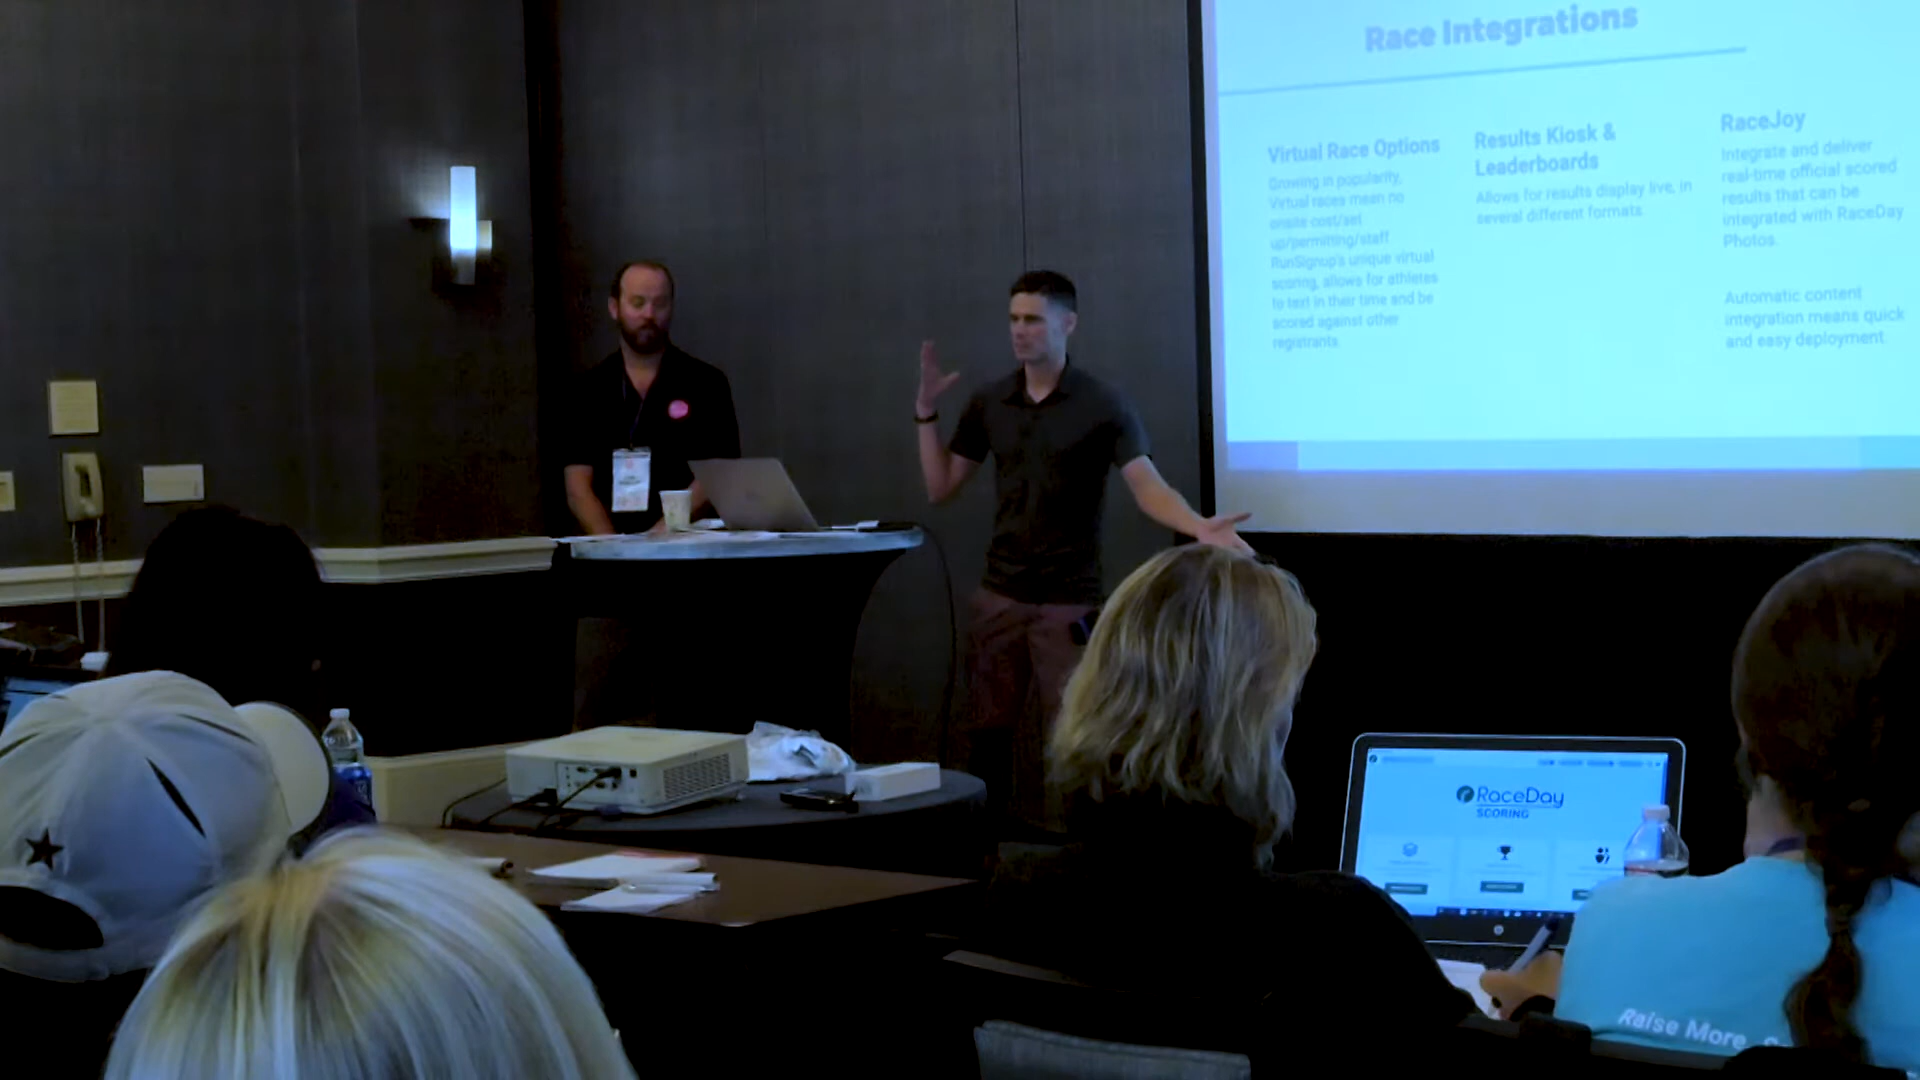 Race Integrations
Virtual Race Options
Growing in popularity,
Virtual races mean no
onsite cost/set
up/permitting/staff
RunSignup's unique virtual
scoring, allows for athletes
to text in their time and be
scored against other
registrants.
Results Kiosk &
Leaderboards
Allows for results display live, in
several different formats
RaceJoy
Integrate and deliver
real-time official scored
results that can be
integrated with RaceDay
Photos.
Automatic content
integration means quick
and easy deployment.
RaceDay
SCORING
Raise More.